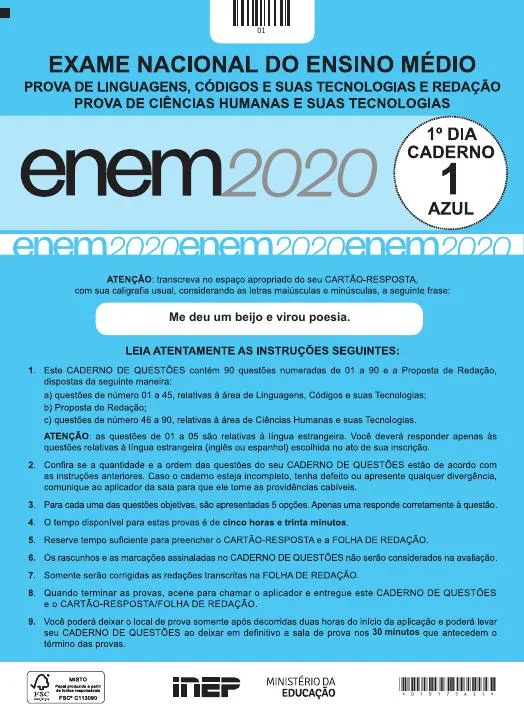 01
EXAME NACIONAL DO ENSINO MÉDIO
PROVA DE LINGUAGENS, CÓDIGOS E SUAS TECNOLOGIAS E REDAÇÃO
PROVA DE CIÊNCIAS HUMANAS E SUAS TECNOLOGIAS
enem2020
1º DIA
CADERNO
1
AZUL
enem2020enem2020enem2020
ATENÇÃO: transcreva no espaço apropriado do seu CARTÃO-RESPOSTA,
com sua caligrafia usual, considerando as letras maiúsculas e minúsculas, a seguinte frase:
Me deu um beijo e virou poesia.
LEIA ATENTAMENTE AS INSTRUÇÕES SEGUINTES:
1. Este CADERNO DE QUESTÕES contém 90 questões numeradas de 01 a 90 e a Proposta de Redação,
dispostas da seguinte maneira:
a) questões de número 01 a 45, relativas à área de Linguagens, Códigos e suas Tecnologias;
b) Proposta de Redação;
c) questões de número 46 a 90, relativas à área de Ciências Humanas e suas Tecnologias.
ATENÇÃO: as questões de 01 a 05 são relativas à língua estrangeira. Você deverá responder apenas às
questões relativas à língua estrangeira (inglês ou espanhol) escolhida no ato de sua inscrição.
2. Confira se a quantidade e a ordem das questões do seu CADERNO DE QUESTÕES estão de acordo com
as instruções anteriores. Caso o caderno esteja incompleto, tenha defeito ou apresente qualquer divergência,
comunique ao aplicador da sala para que ele tome as providências cabíveis.
3. Para cada uma das questões objetivas, são apresentadas 5 opções. Apenas uma responde corretamente à questão.
4. O tempo disponível para estas provas é de cinco horas e trinta minutos.
5. Reserve tempo suficiente para preencher o CARTÃO-RESPOSTA e a FOLHA DE REDAÇÃO.
6. Os rascunhos e as marcações assinaladas no CADERNO DE QUESTÕES não serão considerados na avaliação.
7. Somente serão corrigidas as redações transcritas na FOLHA DE REDAÇÃO.
8. Quando terminar as provas, acene para chamar o aplicador e entregue este CADERNO DE QUESTÕES
e o CARTÃO-RESPOSTA/FOLHA DE REDAÇÃO.
9. Você poderá deixar o local de prova somente após decorridas duas horas do início da aplicação e poderá levar
seu CADERNO DE QUESTÕES ao deixar em definitivo a sala de prova nos 30 minutos que antecedem o
término das provas.
FSC
MISTO
Papel produzido a partir
de fontes responsáveis
FSC® C113090
inep
MINISTÉRIO DA
EDUCAÇÃO